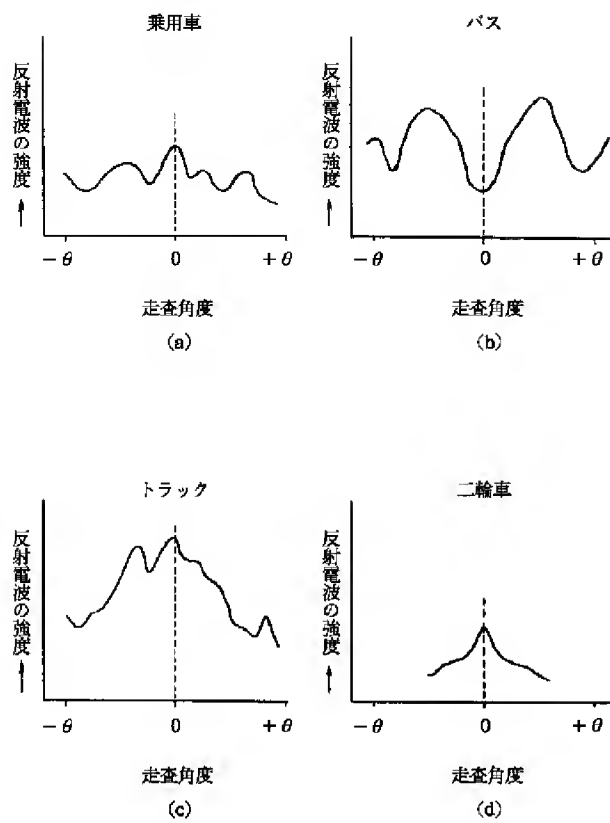 乗用車
反射電波の強度
−θ 0 +θ
走査角度
(a)
バス
反射電波の強度
−θ 0 +θ
走査角度
(b)
トラック
反射電波の強度
−θ 0 +θ
走査角度
(c)
二輪車
反射電波の強度
−θ 0 +θ
走査角度
(d)